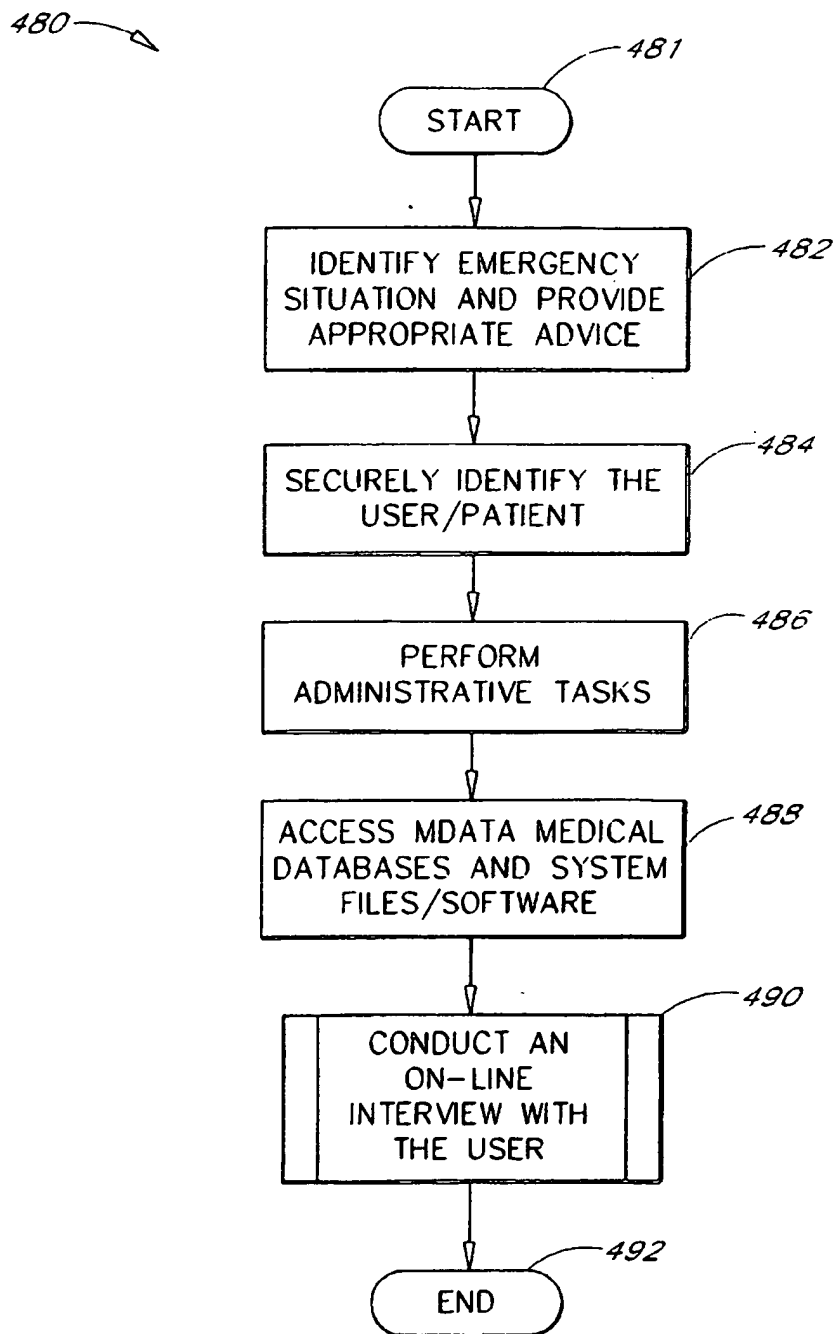 480
481
START
482
IDENTIFY EMERGENCY
SITUATION AND PROVIDE
APPROPRIATE ADVICE
484
SECURELY IDENTIFY THE
USER/PATIENT
486
PERFORM
ADMINISTRATIVE TASKS
488
ACCESS MDATA MEDICAL
DATABASES AND SYSTEM
FILES/SOFTWARE
490
CONDUCT AN
ON-LINE
INTERVIEW WITH
THE USER
492
END